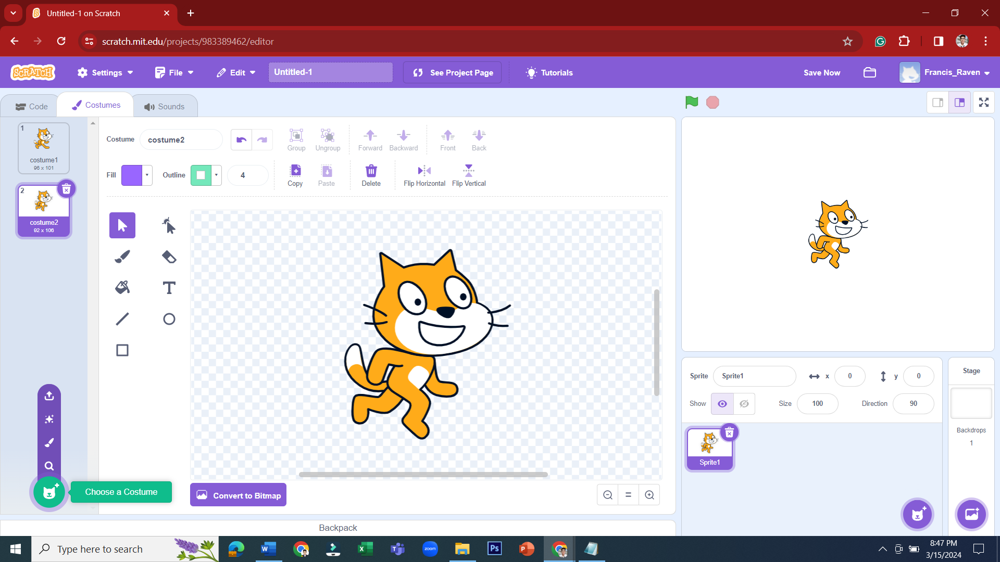 Untitled-1 on Scratch
scratch.mit.edu/projects/983389462/editor
SCRATCH Settings File Edit Untitled-1 See Project Page Tutorials Save Now Francis_Raven
Code Costumes Sounds
1
costume1
96 x 101
2
costume2
92 x 106
Costume costume2 Group Ungroup Forward Backward Front Back
Fill Outline 4 Copy Paste Delete Flip Horizontal Flip Vertical
T
Choose a Costume
Convert to Bitmap
Backpack
Sprite Sprite1 x 0 y 0
Show Size 100 Direction 90
Sprite1
Stage
Backdrops
1
Type here to search
W
X
T
zoom
Ps
P
8:47 PM
3/15/2024